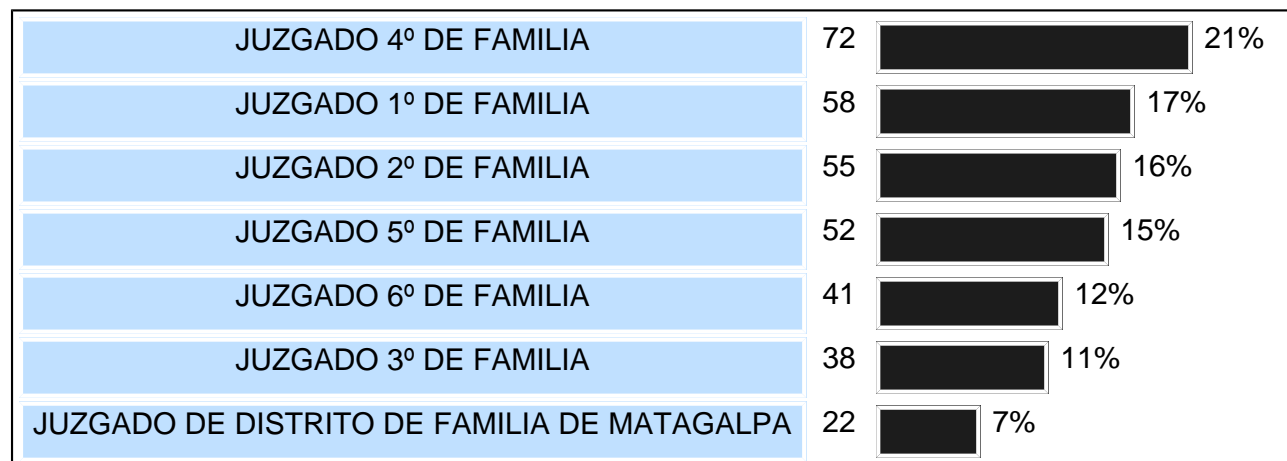 JUZGADO 4º DE FAMILIA 72 21%
JUZGADO 1º DE FAMILIA 58 17%
JUZGADO 2º DE FAMILIA 55 16%
JUZGADO 5º DE FAMILIA 52 15%
JUZGADO 6º DE FAMILIA 41 12%
JUZGADO 3º DE FAMILIA 38 11%
JUZGADO DE DISTRITO DE FAMILIA DE MATAGALPA 22 7%